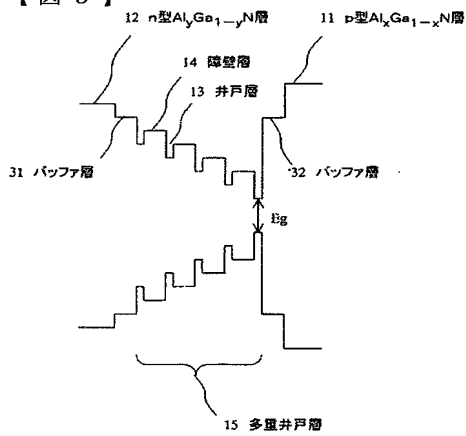 12 n型AlyGa1−yN層
11 p型AlxGa1−xN層
14 障壁層
13 井戸層
31 バッファ層
32 バッファ層
Eg
15 多重井戸層